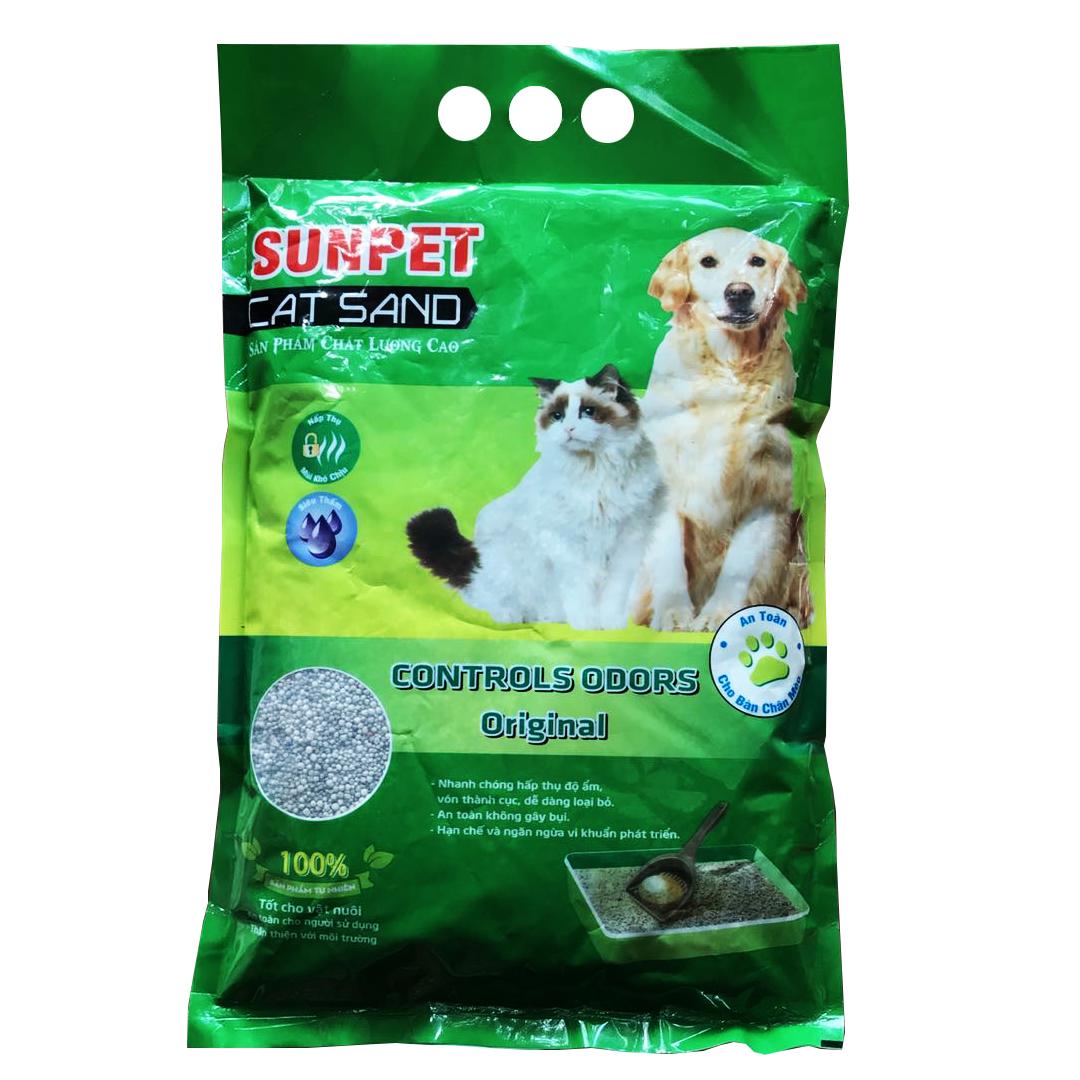 SUNPET
CAT SAND
SẢN PHẨM CHẤT LƯỢNG CAO
Hấp Thụ
Mùi Khó Chịu
Siêu Thấm
An Toàn
Cho Bàn Chân Mèo
CONTROLS ODORS
Original
- Nhanh chóng hấp thụ độ ẩm,
vón thành cục, dễ dàng loại bỏ.
- An toàn không gây bụi.
- Hạn chế và ngăn ngừa vi khuẩn phát triển.
100%
SẢN PHẨM TỰ NHIÊN
Tốt cho vật nuôi
An toàn cho người sử dụng
Thân thiện với môi trường